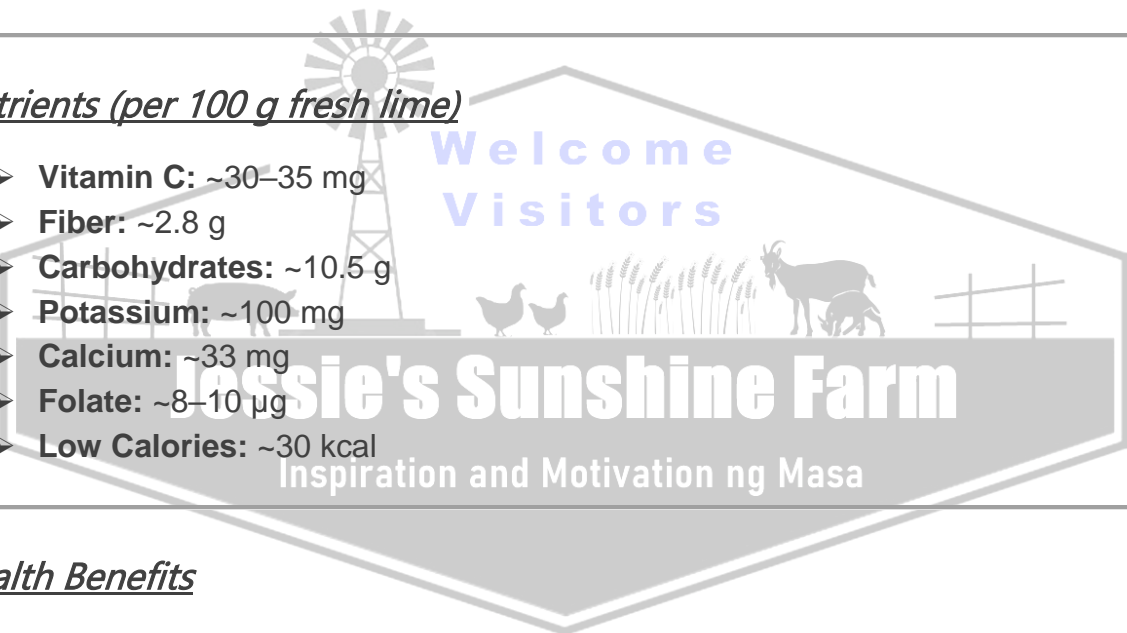 trients (per 100 g fresh lime)
Welcome
Visitors
➢ Vitamin C: ~30–35 mg
➢ Fiber: ~2.8 g
➢ Carbohydrates: ~10.5 g
➢ Potassium: ~100 mg
➢ Calcium: ~33 mg
➢ Folate: ~8–10 µg
➢ Low Calories: ~30 kcal
Jessie's Sunshine Farm
Inspiration and Motivation ng Masa
alth Benefits